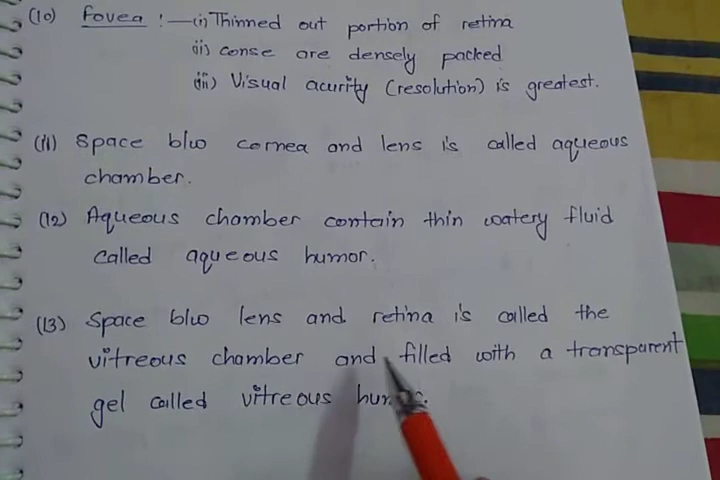 (10) Fovea :— (i) Thinned out portion of retina
(ii) conse are densely packed
(iii) Visual acurity (resolution) is greatest.
(11) Space b/w cornea and lens is called aqueous
chamber.
(12) Aqueous chamber contain thin watery fluid
called aqueous humor.
(13) Space b/w lens and retina is called the
vitreous chamber and filled with a transparent
gel called vitreous